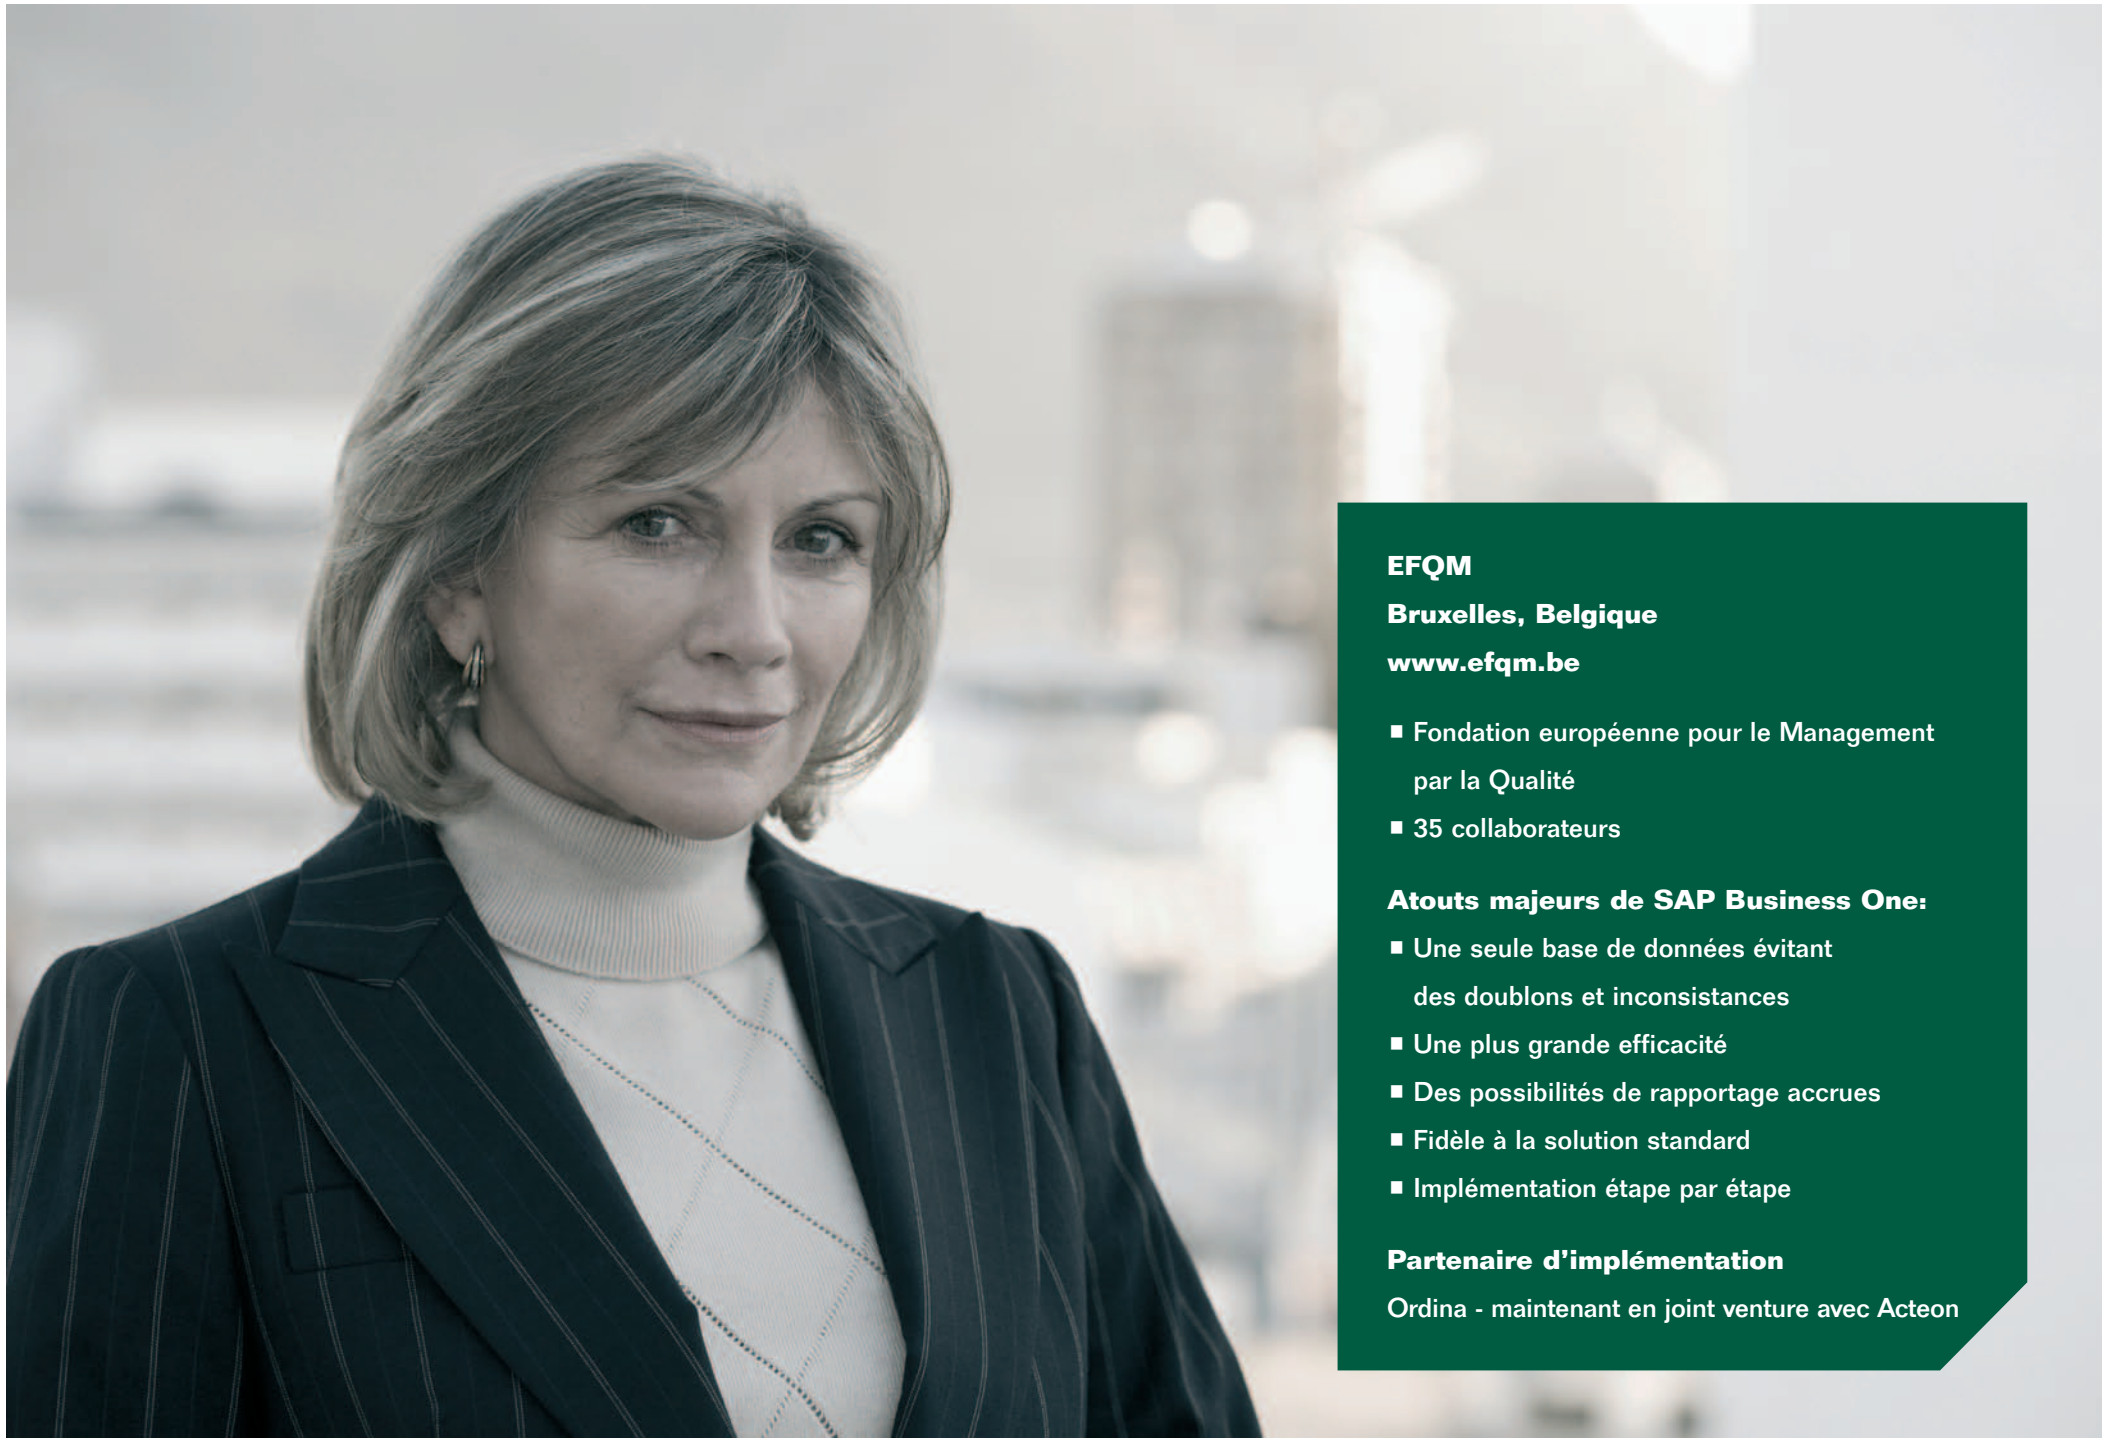 EFQM
Bruxelles, Belgique
www.efqm.be
■ Fondation européenne pour le Management
par la Qualité
■ 35 collaborateurs
Atouts majeurs de SAP Business One:
■ Une seule base de données évitant
des doublons et inconsistances
■ Une plus grande efficacité
■ Des possibilités de rapportage accrues
■ Fidèle à la solution standard
■ Implémentation étape par étape
Partenaire d'implémentation
Ordina - maintenant en joint venture avec Acteon